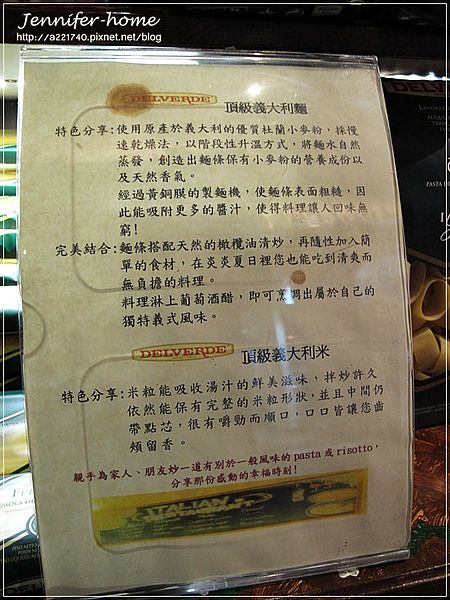 Jennifer-home
http://a221740.pixnet.net/blog
DELVERDE 頂級義大利麵
特色分享:使用原產於義大利的優質杜蘭小麥粉，採慢
速乾燥法，以階段性升溫方式，將麵水自然
蒸發，創造出麵條保有小麥粉的營養成份以
及天然香氣。
經過黃銅膜的製麵機，使麵條表面粗糙，因
此能吸附更多的醬汁，使得料理讓人回味無
窮!
完美結合:麵條搭配天然的橄欖油清炒，再隨性加入簡
單的食材，在炎炎夏日裡您也能吃到清爽而
無負擔的料理。
料理淋上葡萄酒醋，即可烹調出屬於自己的
獨特義式風味。
DELVERDE 頂級義大利米
特色分享:米粒能吸收湯汁的鮮美滋味，拌炒許久
依然能保有完整的米粒形狀，並且中間仍
帶點芯，很有嚼勁而順口，口口皆讓您齒
頰留香。
親手為家人、朋友炒一道有別於一般風味的 pasta 或 risotto，
分享那份感動的幸福時刻!
ITALIAN